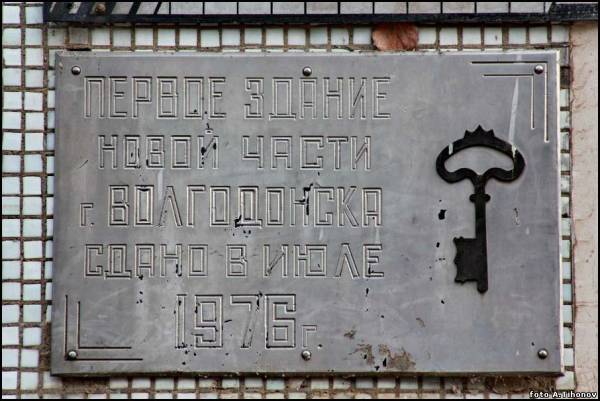 ПЕРВОЕ ЗДАНИЕ
НОВОЙ ЧАСТИ
г. ВОЛГОДОНСКА
СДАНО В ИЮЛЕ
1976 г.
foto A.Tihonov